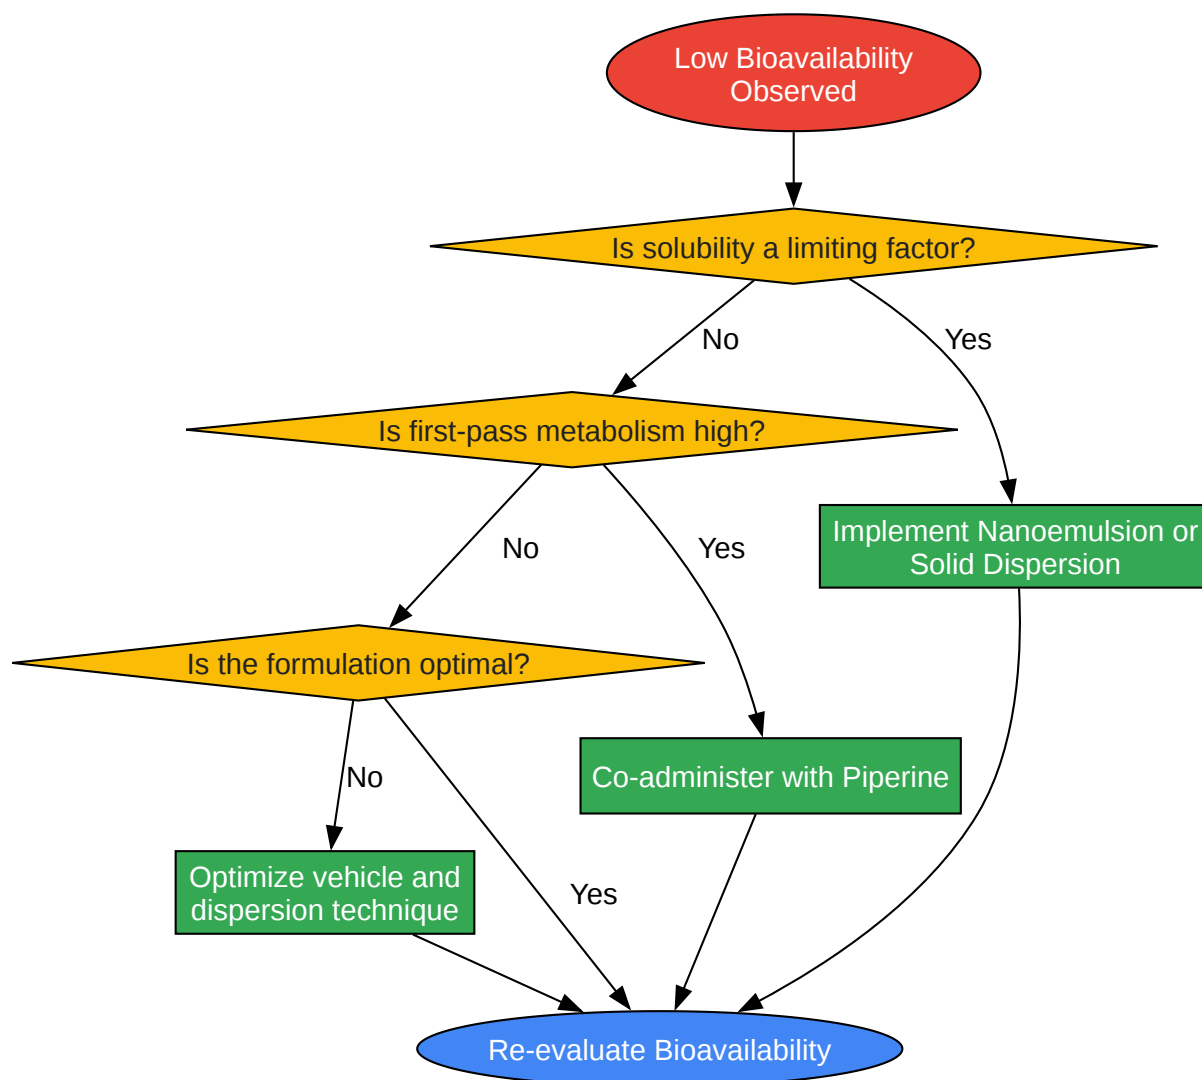 Low Bioavailability
Observed
Is solubility a limiting factor?
No
Yes
Is first-pass metabolism high?
Implement Nanoemulsion or
Solid Dispersion
No
Yes
Is the formulation optimal?
Co-administer with Piperine
No
Optimize vehicle and
dispersion technique
Yes
Re-evaluate Bioavailability